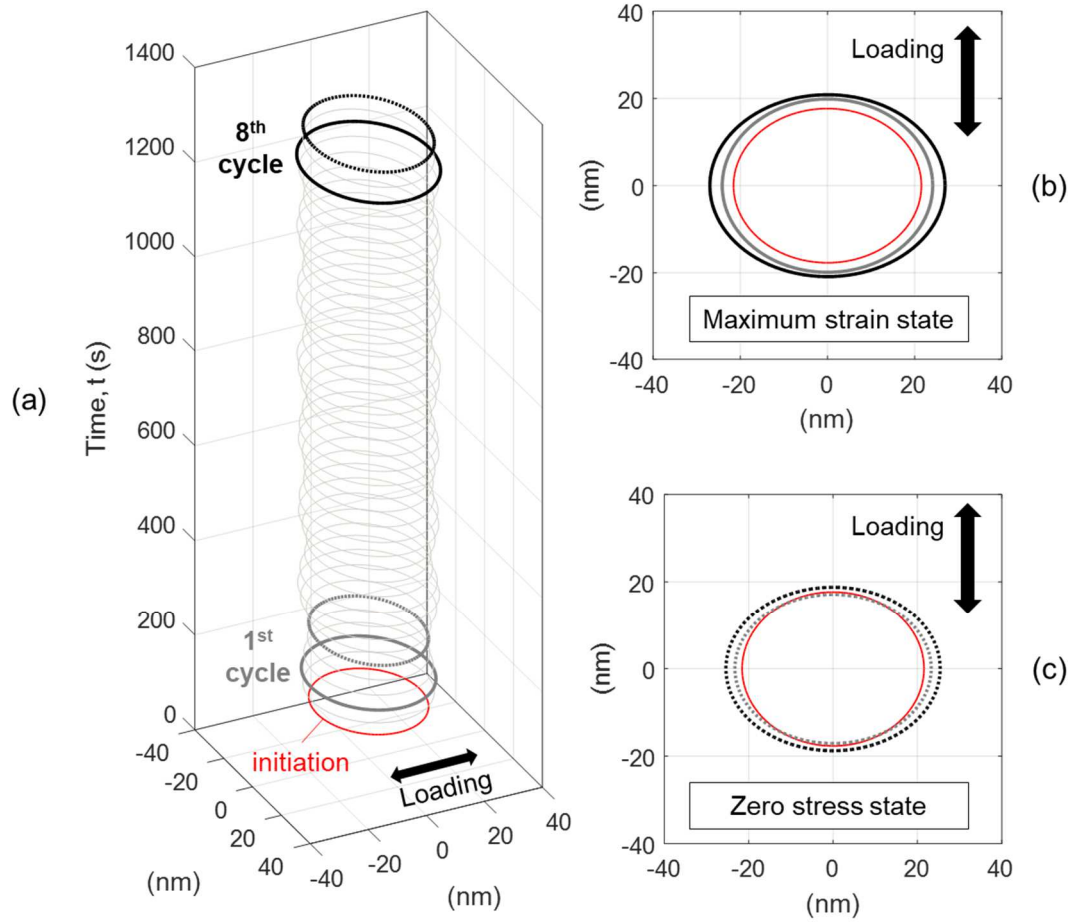 (a)
Time, t (s)
1400
1200
1000
800
600
400
200
0
8th
cycle
1st
cycle
initiation
Loading
-40
-20
0
20
40
(nm)
-40
-20
0
20
40
(nm)
(b)
40
20
0
-20
-40
(nm)
Loading
Maximum strain state
-40
-20
0
20
40
(nm)
(c)
40
20
0
-20
-40
(nm)
Loading
Zero stress state
-40
-20
0
20
40
(nm)